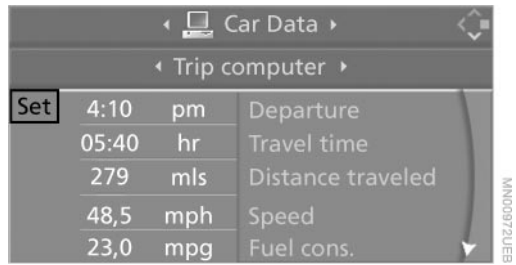 Car Data
Trip computer
Set 4:10 pm Departure
05:40 hr Travel time
279 mls Distance traveled
48,5 mph Speed
23,0 mpg Fuel cons.
MN00972UEB